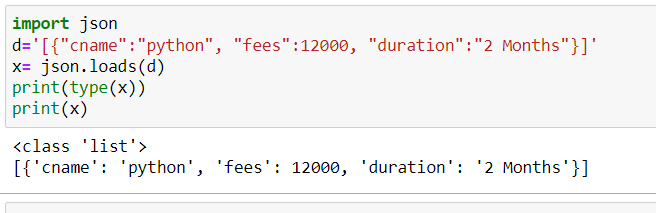 import json
d='[{"cname":"python", "fees":12000, "duration":"2 Months"}]'
x= json.loads(d)
print(type(x))
print(x)
<class 'list'>
[{'cname': 'python', 'fees': 12000, 'duration': '2 Months'}]